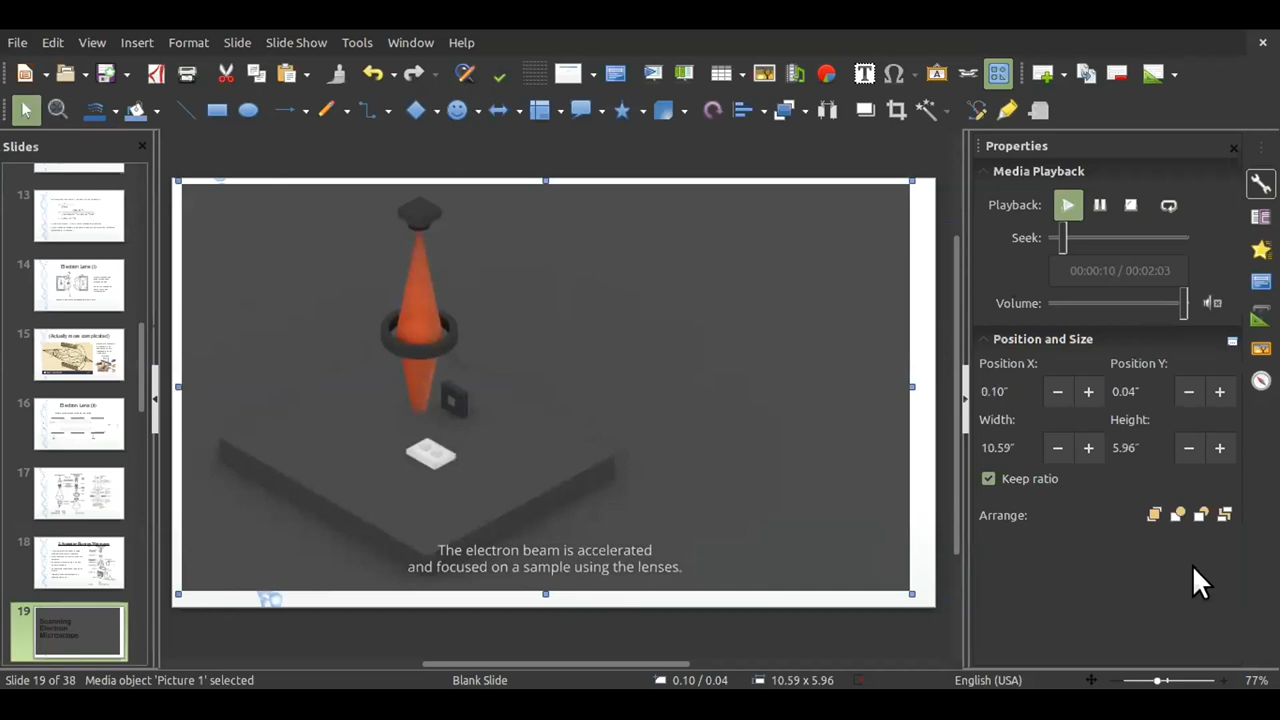 File Edit View Insert Format Slide Slide Show Tools Window Help
Slides
13
14
Electron Lens (I)
15
(Actually more complicated)
16
Electron Lens (II)
17
18
19
Scanning
Electron
Microscope
The electron beam is accelerated
and focused on a sample using the lenses.
Properties
Media Playback
Playback:
Seek:
00:00:10 / 00:02:03
Volume:
Position and Size
Position X: Position Y:
0.10″ 0.04″
Width: Height:
10.59″ 5.96″
Keep ratio
Arrange:
Slide 19 of 38 Media object 'Picture 1' selected Blank Slide 0.10 / 0.04 10.59 x 5.96 English (USA) 77%